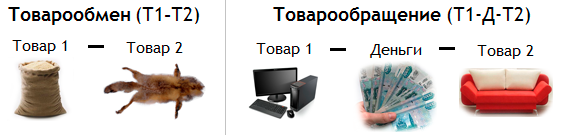 Товарообмен (Т1-Т2)
Товар 1 — Товар 2
Товарообращение (Т1-Д-Т2)
Товар 1 — Деньги — Товар 2